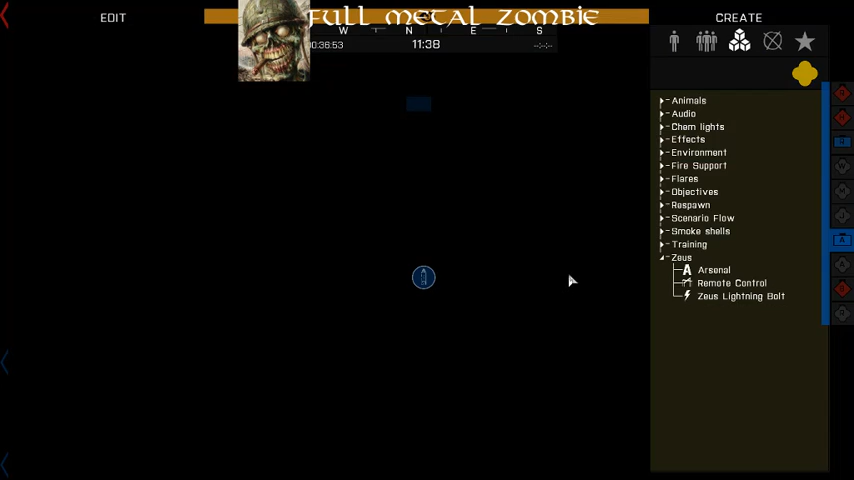 EDIT
Full Metal Zombie
CREATE
W N E S
00:36:53
11:38
--:--
Animals
Audio
Chem lights
Effects
Environment
Fire Support
Flares
Objectives
Respawn
Scenario Flow
Smoke shells
Training
Zeus
A Arsenal
Remote Control
Zeus Lightning Bolt